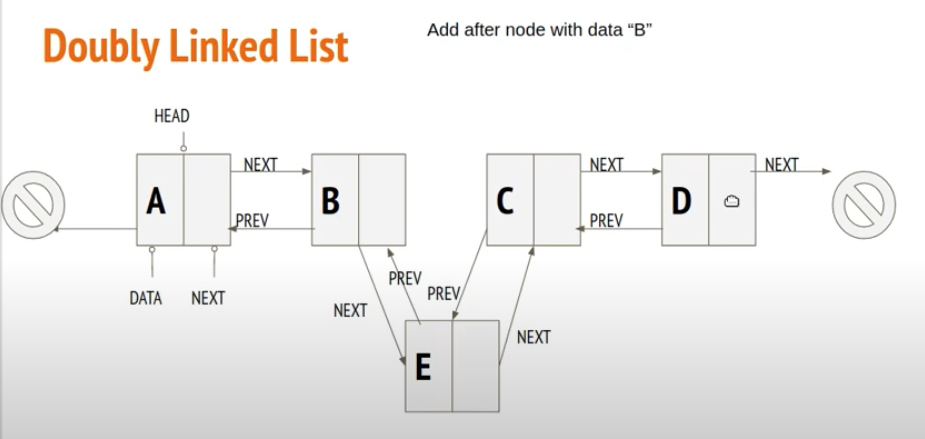 Doubly Linked List
Add after node with data “B”
HEAD
NEXT
NEXT
NEXT
A
B
C
D
PREV
PREV
DATA
NEXT
PREV
PREV
NEXT
NEXT
E